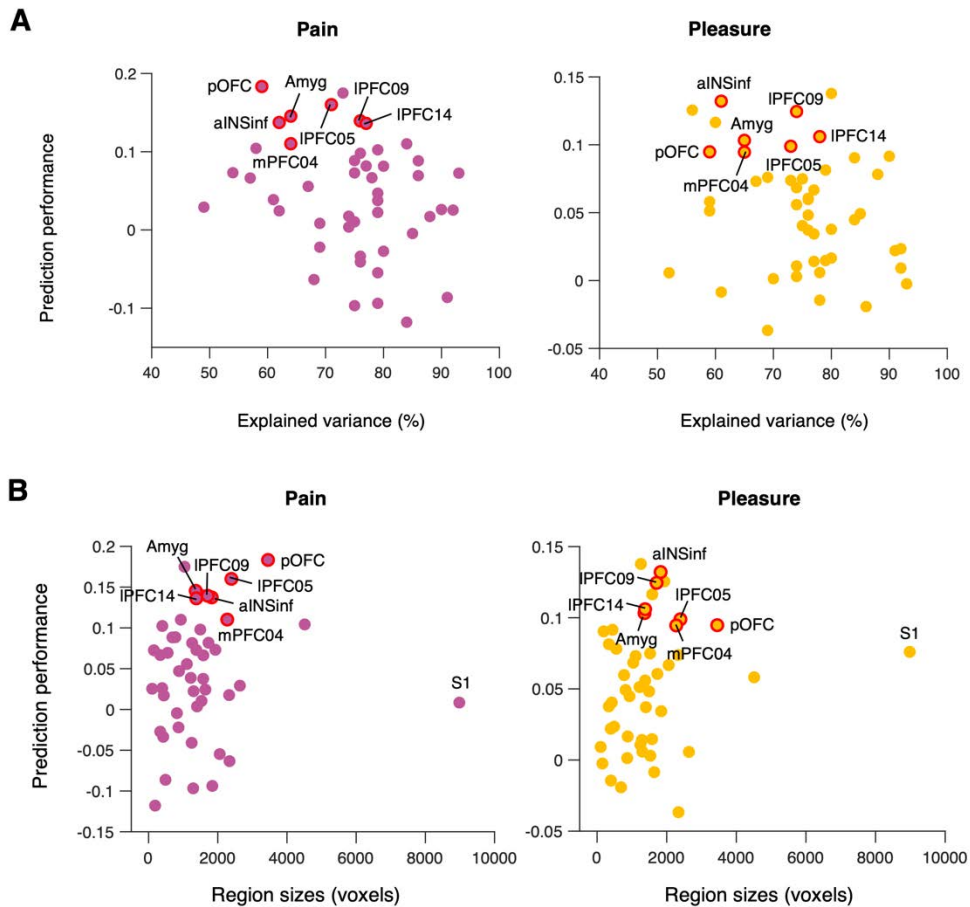 A
Pain
Pleasure
Prediction performance
0.2
0.1
0
-0.1
pOFC
Amyg
lPFC09
aINSinf
lPFC05
lPFC14
mPFC04
40 50 60 70 80 90 100
Explained variance (%)
0.15
0.1
0.05
0
-0.05
aINSinf
lPFC09
Amyg
lPFC14
pOFC
lPFC05
mPFC04
40 50 60 70 80 90 100
Explained variance (%)
B
Pain
Pleasure
Prediction performance
0.2
0.15
0.1
0.05
0
-0.05
-0.1
-0.15
Amyg
lPFC09
pOFC
lPFC14
lPFC05
aINSinf
mPFC04
S1
0 2000 4000 6000 8000 10000
Region sizes (voxels)
0.15
0.1
0.05
0
-0.05
aINSinf
lPFC09
lPFC05
lPFC14
pOFC
Amyg
mPFC04
S1
0 2000 4000 6000 8000 10000
Region sizes (voxels)